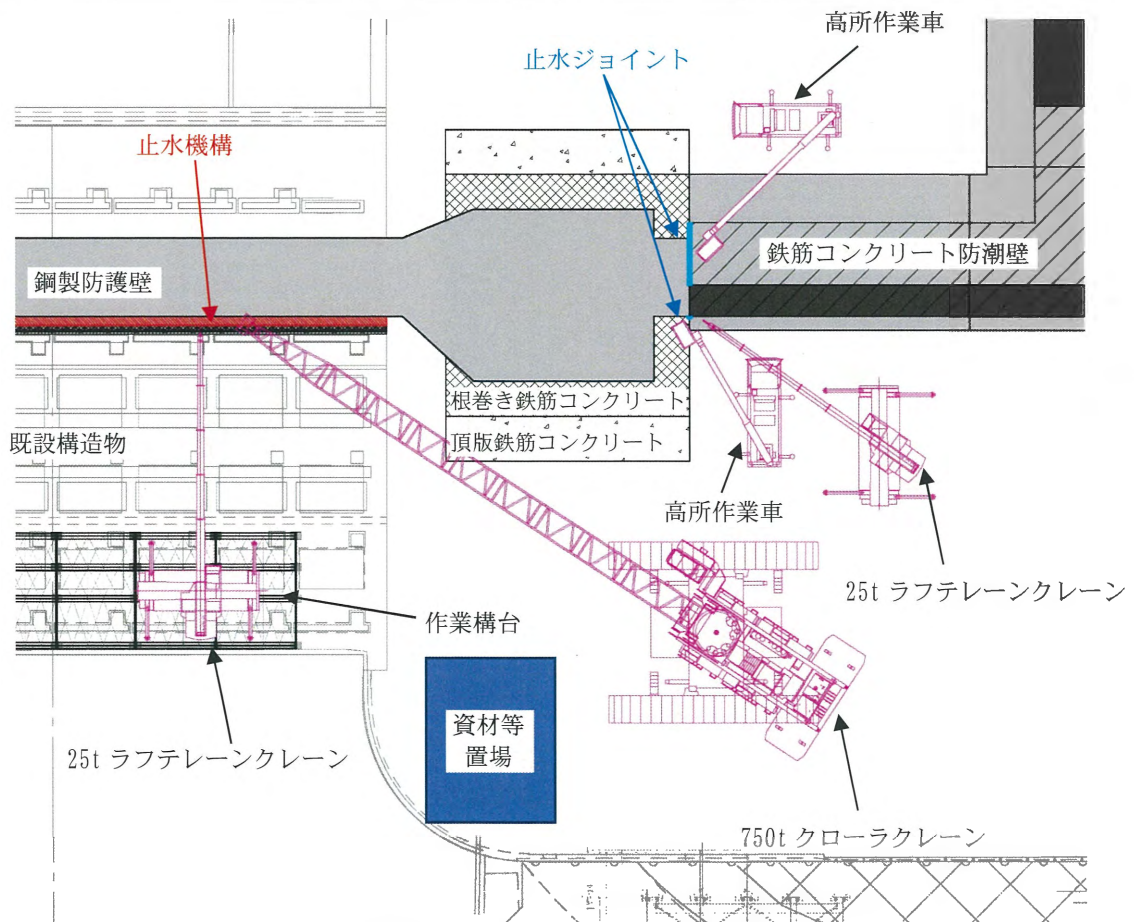 高所作業車
止水ジョイント
止水機構
鋼製防護壁
鉄筋コンクリート防潮壁
根巻き鉄筋コンクリート
頂版鉄筋コンクリート
既設構造物
高所作業車
25t ラフテレーンクレーン
作業構台
資材等
置場
25t ラフテレーンクレーン
750t クローラクレーン